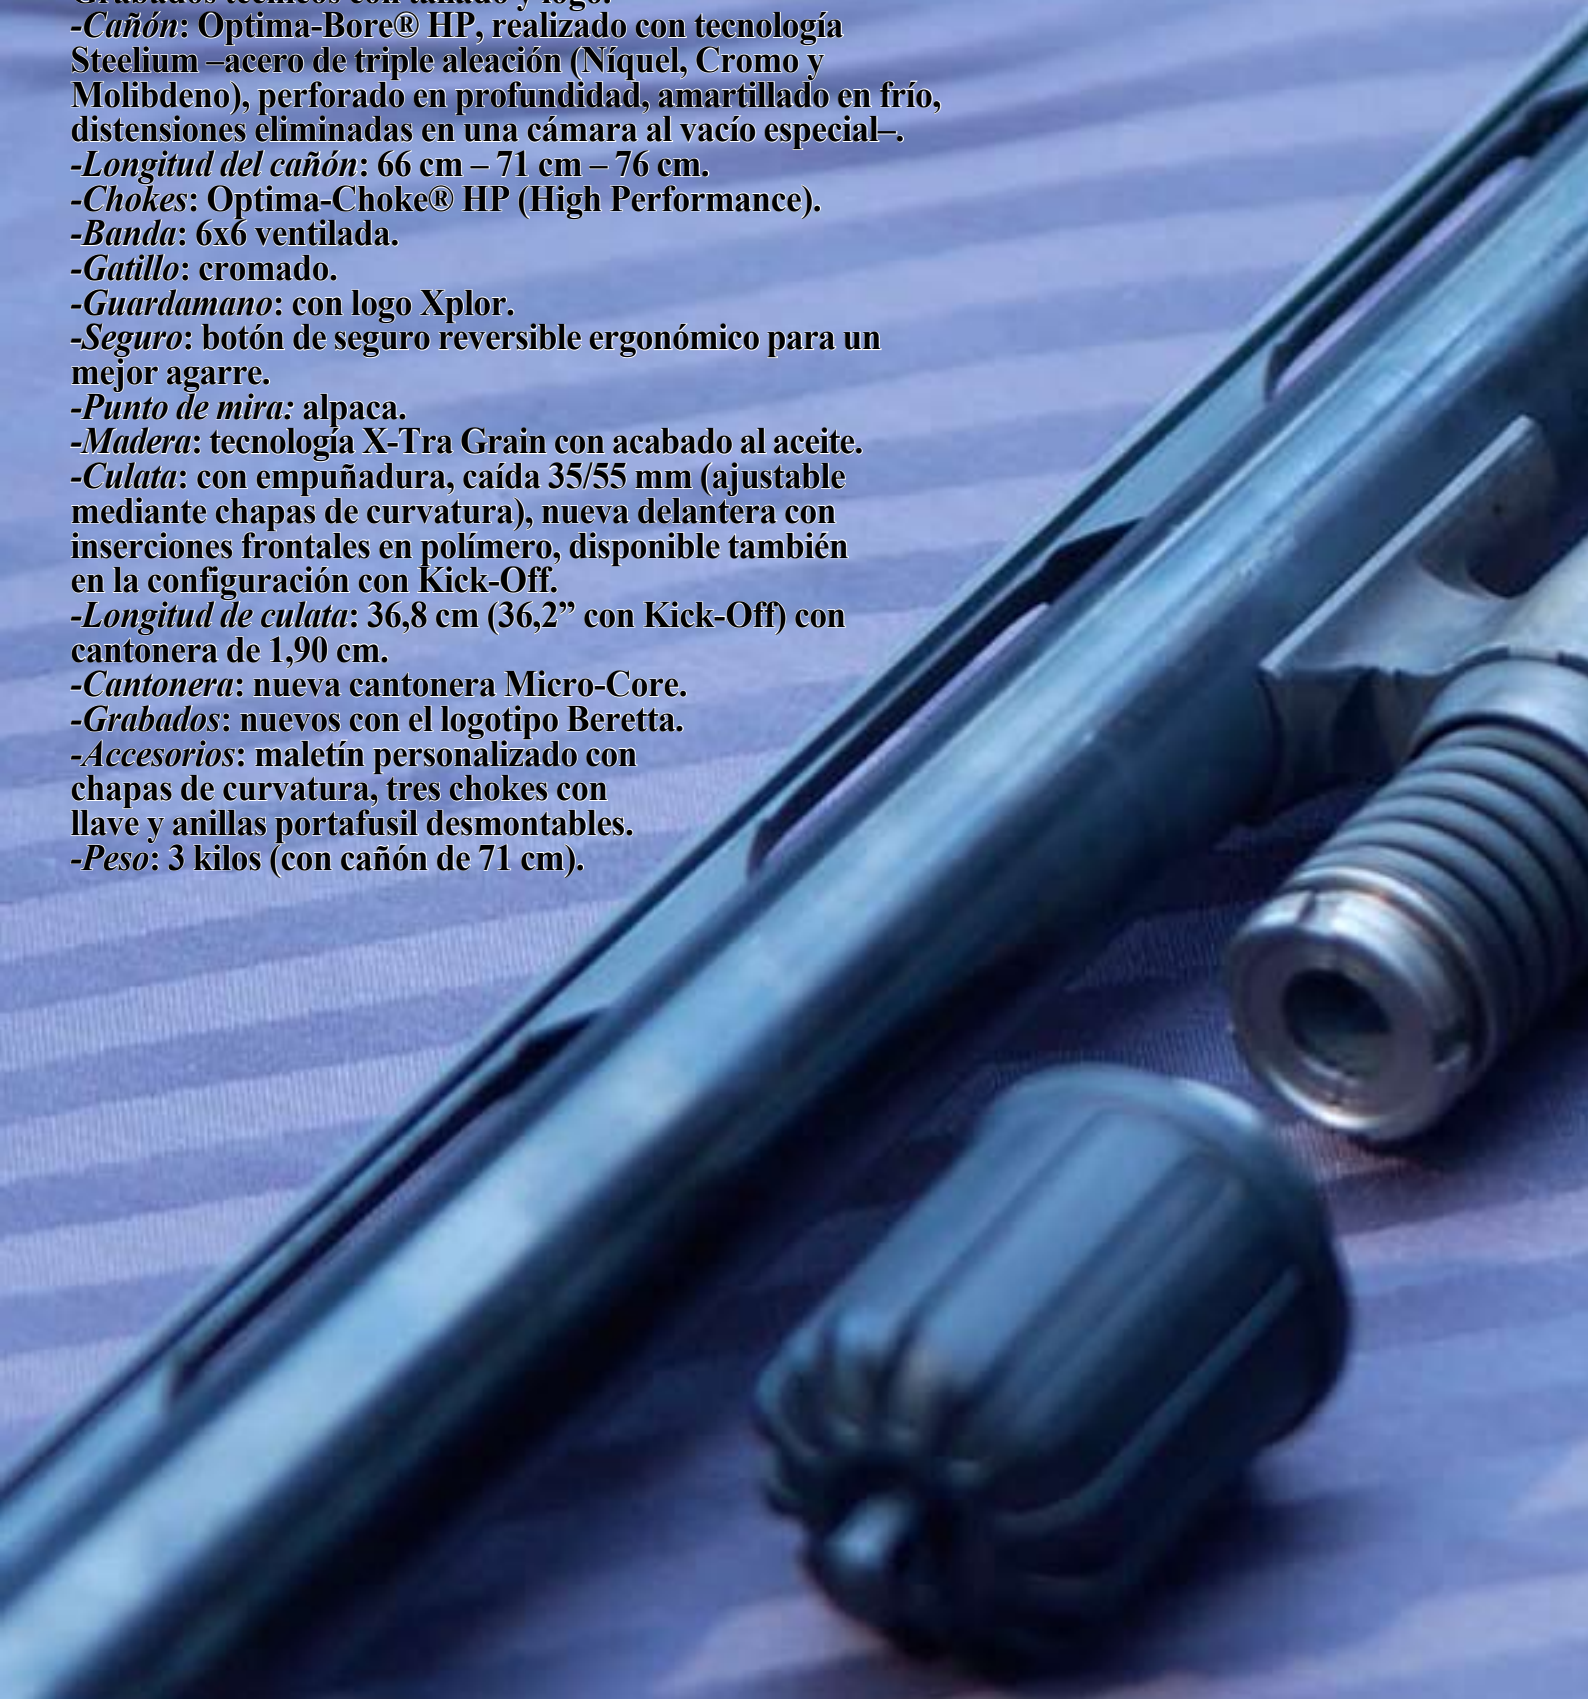 Grabados técnicos con tallado y logo.
-Cañón: Optima-Bore® HP, realizado con tecnología
Steelium –acero de triple aleación (Níquel, Cromo y
Molibdeno), perforado en profundidad, amartillado en frío,
distensiones eliminadas en una cámara al vacío especial–.
-Longitud del cañón: 66 cm – 71 cm – 76 cm.
-Chokes: Optima-Choke® HP (High Performance).
-Banda: 6x6 ventilada.
-Gatillo: cromado.
-Guardamano: con logo Xplor.
-Seguro: botón de seguro reversible ergonómico para un
mejor agarre.
-Punto de mira: alpaca.
-Madera: tecnología X-Tra Grain con acabado al aceite.
-Culata: con empuñadura, caída 35/55 mm (ajustable
mediante chapas de curvatura), nueva delantera con
inserciones frontales en polímero, disponible también
en la configuración con Kick-Off.
-Longitud de culata: 36,8 cm (36,2” con Kick-Off) con
cantonera de 1,90 cm.
-Cantonera: nueva cantonera Micro-Core.
-Grabados: nuevos con el logotipo Beretta.
-Accesorios: maletín personalizado con
chapas de curvatura, tres chokes con
llave y anillas portafusil desmontables.
-Peso: 3 kilos (con cañón de 71 cm).